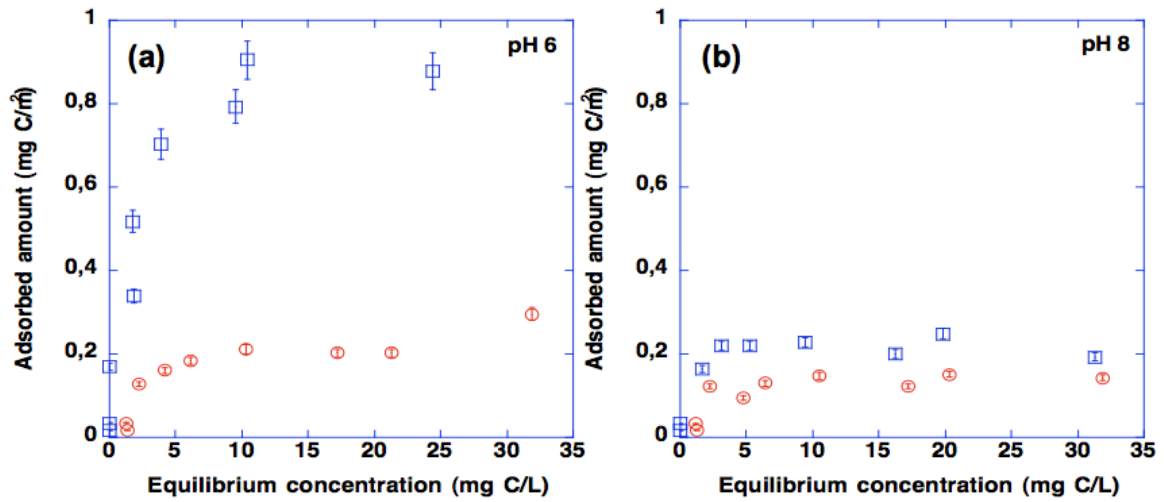 (a)
pH 6
Adsorbed amount (mg C/m²)
1
0,8
0,6
0,4
0,2
0
0 5 10 15 20 25 30 35
Equilibrium concentration (mg C/L)
(b)
pH 8
Adsorbed amount (mg C/m²)
1
0,8
0,6
0,4
0,2
0
0 5 10 15 20 25 30 35
Equilibrium concentration (mg C/L)